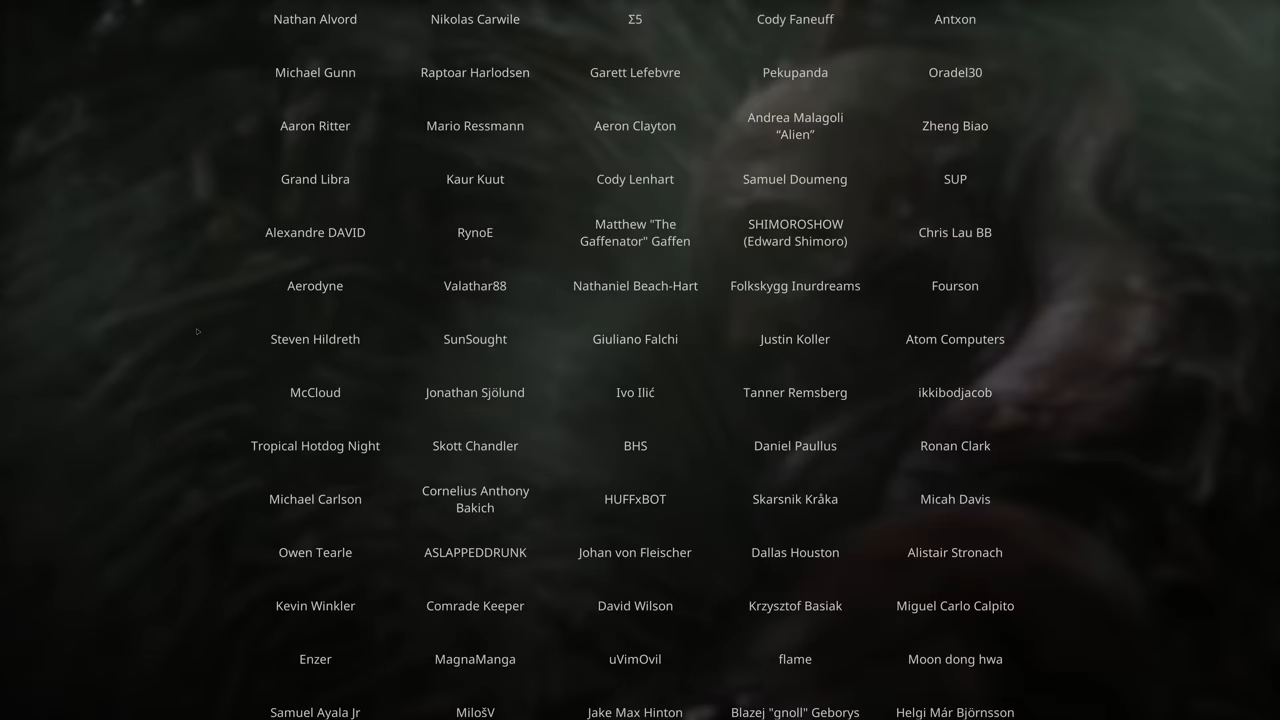 Nathan Alvord Nikolas Carwile Σ5 Cody Faneuff Antxon
Michael Gunn Raptoar Harlodsen Garett Lefebvre Pekupanda Oradel30
Aaron Ritter Mario Ressmann Aeron Clayton Andrea Malagoli “Alien” Zheng Biao
Grand Libra Kaur Kuut Cody Lenhart Samuel Doumeng SUP
Alexandre DAVID RynoE Matthew "The Gaffenator" Gaffen SHIMOROSHOW (Edward Shimoro) Chris Lau BB
Aerodyne Valathar88 Nathaniel Beach-Hart Folkskygg Inurdreams Fourson
Steven Hildreth SunSought Giuliano Falchi Justin Koller Atom Computers
McCloud Jonathan Sjölund Ivo Ilić Tanner Remsberg ikkibodjacob
Tropical Hotdog Night Skott Chandler BHS Daniel Paullus Ronan Clark
Michael Carlson Cornelius Anthony Bakich HUFFxBOT Skarsnik Kråka Micah Davis
Owen Tearle ASLAPPEDDRUNK Johan von Fleischer Dallas Houston Alistair Stronach
Kevin Winkler Comrade Keeper David Wilson Krzysztof Basiak Miguel Carlo Calpito
Enzer MagnaManga uVimOvil flame Moon dong hwa
Samuel Ayala Jr MilošV Jake Max Hinton Blazej "gnoll" Geborys Helgi Már Björnsson